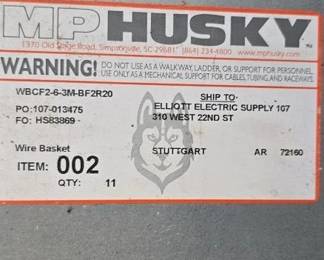 MP HUSKY
1370 Old Stage Road, Simpsonville, SC 29681 (864) 234-4800 www.mphusky.com
WARNING! DO NOT USE AS A WALKWAY, LADDER, OR SUPPORT FOR PERSONNEL.
USE ONLY AS A MECHANICAL SUPPORT FOR CABLES, TUBING, AND RACEWAYS.
WBCF2-6-3M-BF2R20
SHIP TO
PO:107-013475
ELLIOTT ELECTRIC SUPPLY 107
FO: HS83869
310 WEST 22ND ST
Wire Basket
STUTTGART AR 72160
ITEM: 002
QTY: 11